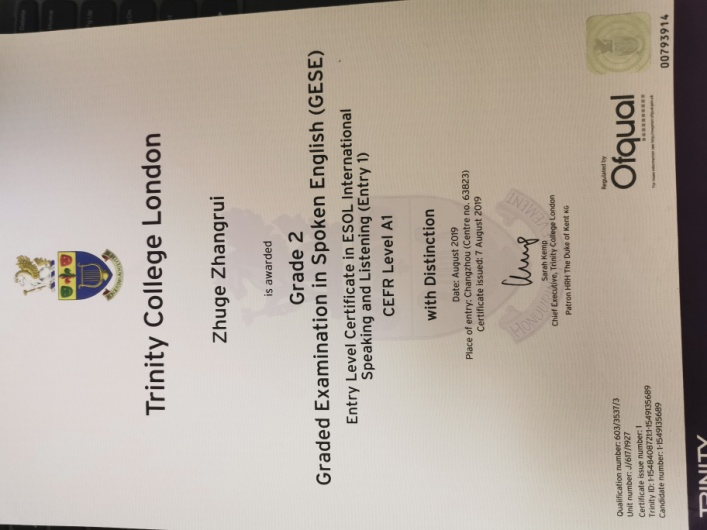 Trinity College London
Zhuge Zhangrui
is awarded
Grade 2
Graded Examination in Spoken English (GESE)
Entry Level Certificate in ESOL International
Speaking and Listening (Entry 1)
CEFR Level A1
with Distinction
Date: August 2019
Place of entry: Changzhou (Centre no. 63823)
Certificate issued: 7 August 2019
Sarah Kemp
Chief Executive, Trinity College London
Patron HRH The Duke of Kent KG
Qualification number: 603/3537/3
Unit number: J/617/1927
Certificate issue number: 1
Trinity ID: 1-15484087213:1-1549135689
Candidate number: 1-1549135689
Regulated by
Ofqual
00793914
TRINITY